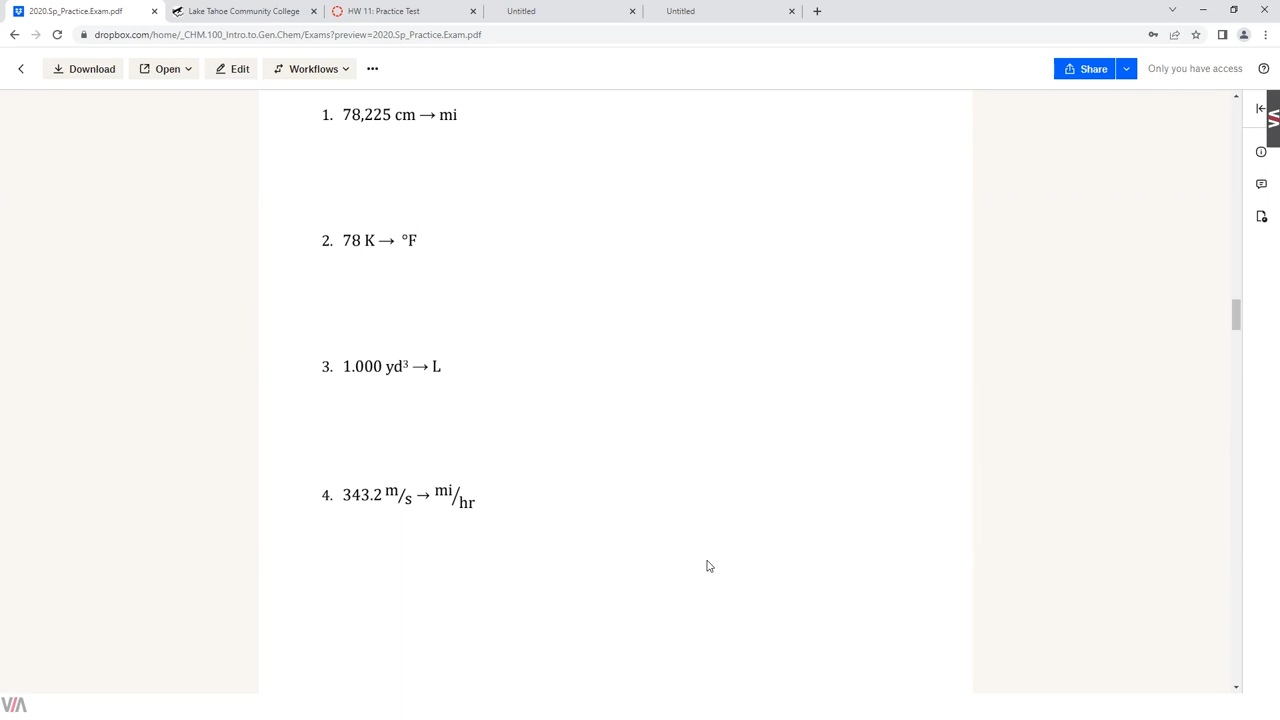 2020.Sp_Practice.Exam.pdf
Lake Tahoe Community College
HW 11: Practice Test
Untitled
Untitled
dropbox.com/home/_CHM.100_Intro.to.Gen.Chem/Exams?preview=2020.Sp_Practice.Exam.pdf
Download
Open
Edit
Workflows
Share
Only you have access
1. 78,225 cm → mi
2. 78 K → °F
3. 1.000 yd³ → L
4. 343.2 m/s → mi/hr
VIA